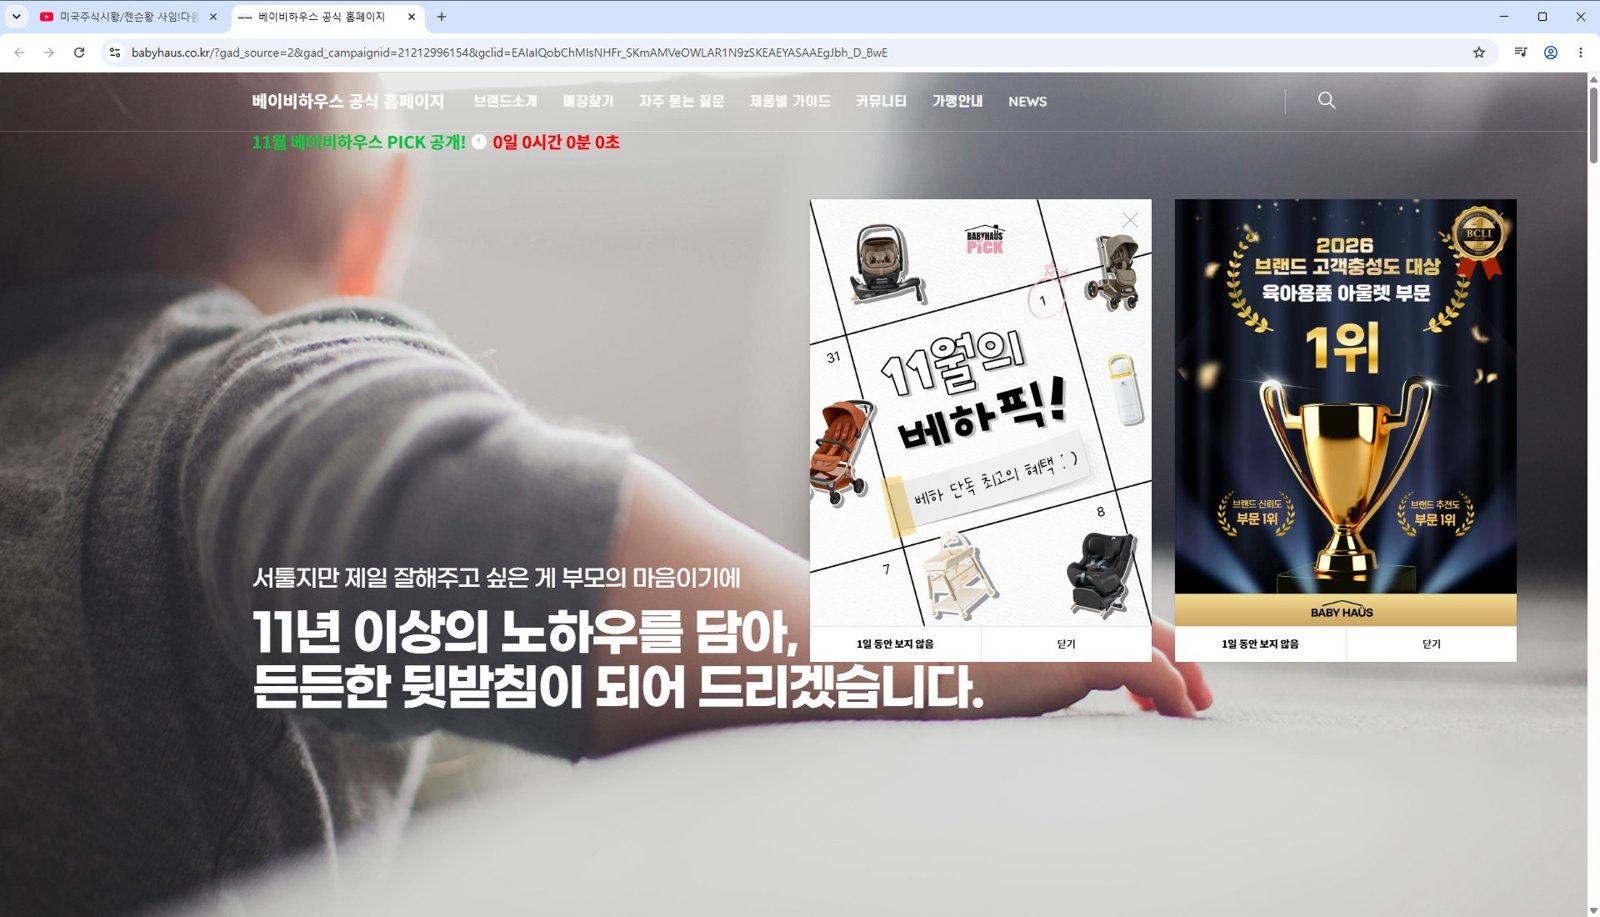 미국주식시황/젠슨황 사임!다음
베이비하우스 공식 홈페이지
babyhaus.co.kr/?gad_source=2&gad_campaignid=21212996154&gclid=EAIaIQobChMIsNHFr_SKmAMVeOWLAR1N9zSKEAEYASAAEgJbh_D_BwE
베이비하우스 공식 홈페이지
브랜드소개
매장찾기
자주 묻는 질문
제품별 가이드
커뮤니티
가맹안내
NEWS
11월 베이비하우스 PICK 공개!
0일 0시간 0분 0초
BABYHAUS
PiCK
1
31
11월의
베하픽!
베하 단독 최고의 혜택 : )
8
7
1일 동안 보지 않음
닫기
BCLI
2026
브랜드 고객충성도 대상
육아용품 아울렛 부문
1위
브랜드 신뢰도
부문 1위
브랜드 추천도
부문 1위
BABY HAUS
1일 동안 보지 않음
닫기
서툴지만 제일 잘해주고 싶은 게 부모의 마음이기에
11년 이상의 노하우를 담아,
든든한 뒷받침이 되어 드리겠습니다.